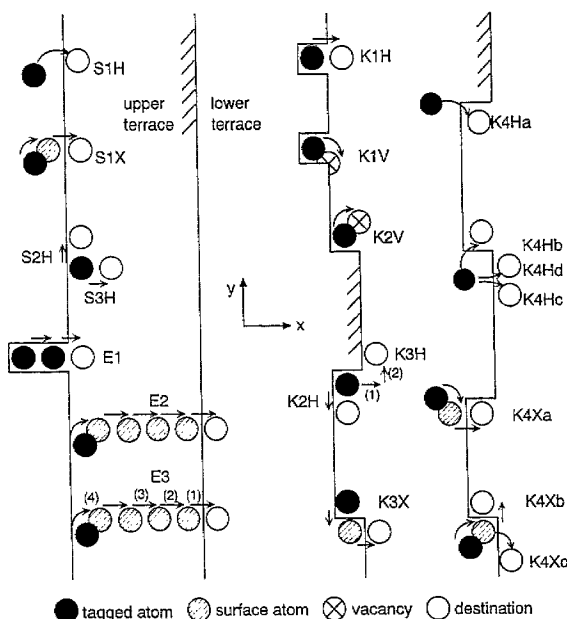 S1H
upper terrace
lower terrace
S1X
S2H
S3H
E1
E2
E3
(4) (3) (2) (1)
y
x
K1H
K1V
K2V
K3H
(2)
(1)
K2H
K3X
K4Ha
K4Hb
K4Hd
K4Hc
K4Xa
K4Xb
K4Xc
tagged atom surface atom vacancy destination